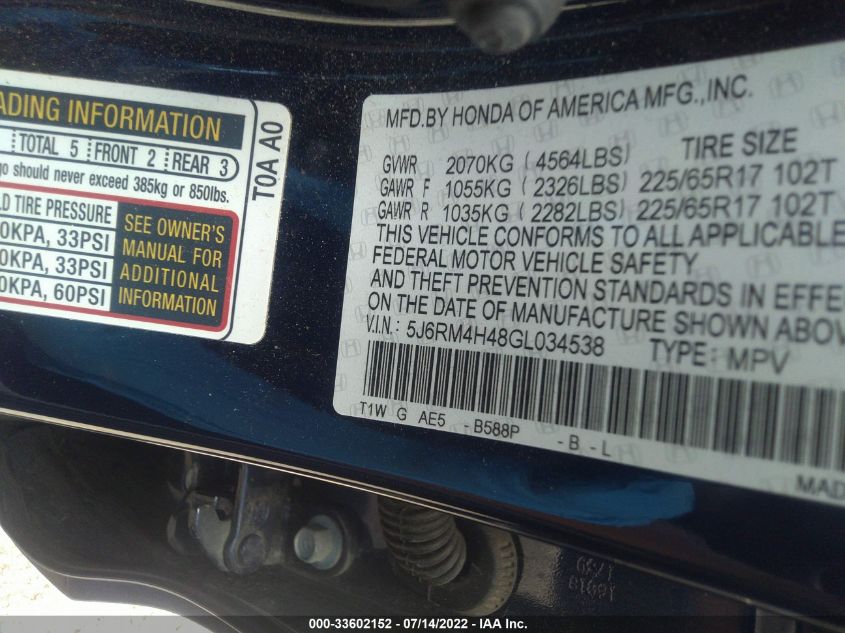 ADING INFORMATION
TOTAL 5 FRONT 2 REAR 3
go should never exceed 385kg or 850lbs.
LD TIRE PRESSURE
0KPA, 33PSI
0KPA, 33PSI
0KPA, 60PSI
SEE OWNER'S
MANUAL FOR
ADDITIONAL
INFORMATION
T0A A0
MFD.BY HONDA OF AMERICA MFG.,INC.
GVWR 2070KG (4564LBS) TIRE SIZE
GAWR F 1055KG (2326LBS) 225/65R17 102T
GAWR R 1035KG (2282LBS) 225/65R17 102T
THIS VEHICLE CONFORMS TO ALL APPLICABLE
FEDERAL MOTOR VEHICLE SAFETY
AND THEFT PREVENTION STANDARDS IN EFFE
ON THE DATE OF MANUFACTURE SHOWN ABOV
V.I.N: 5J6RM4H48GL034538 TYPE: MPV
T1W G AE5 - B588P - B - L
MAD
000-33602152 - 07/14/2022 - IAA Inc.